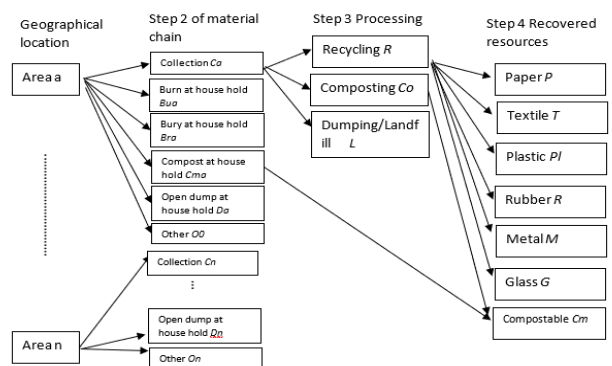 Geographical
location
Step 2 of material
chain
Step 3 Processing
Step 4 Recovered
resources
Area a
Collection Ca
Burn at house hold
Bua
Bury at house hold
Bra
Compost at house
hold Cma
Open dump at
house hold Da
Other O0
Collection Cn
Open dump at
house hold Dn
Other On
Area n
Recycling R
Composting Co
Dumping/Landf
ill L
Paper P
Textile T
Plastic Pl
Rubber R
Metal M
Glass G
Compostable Cm